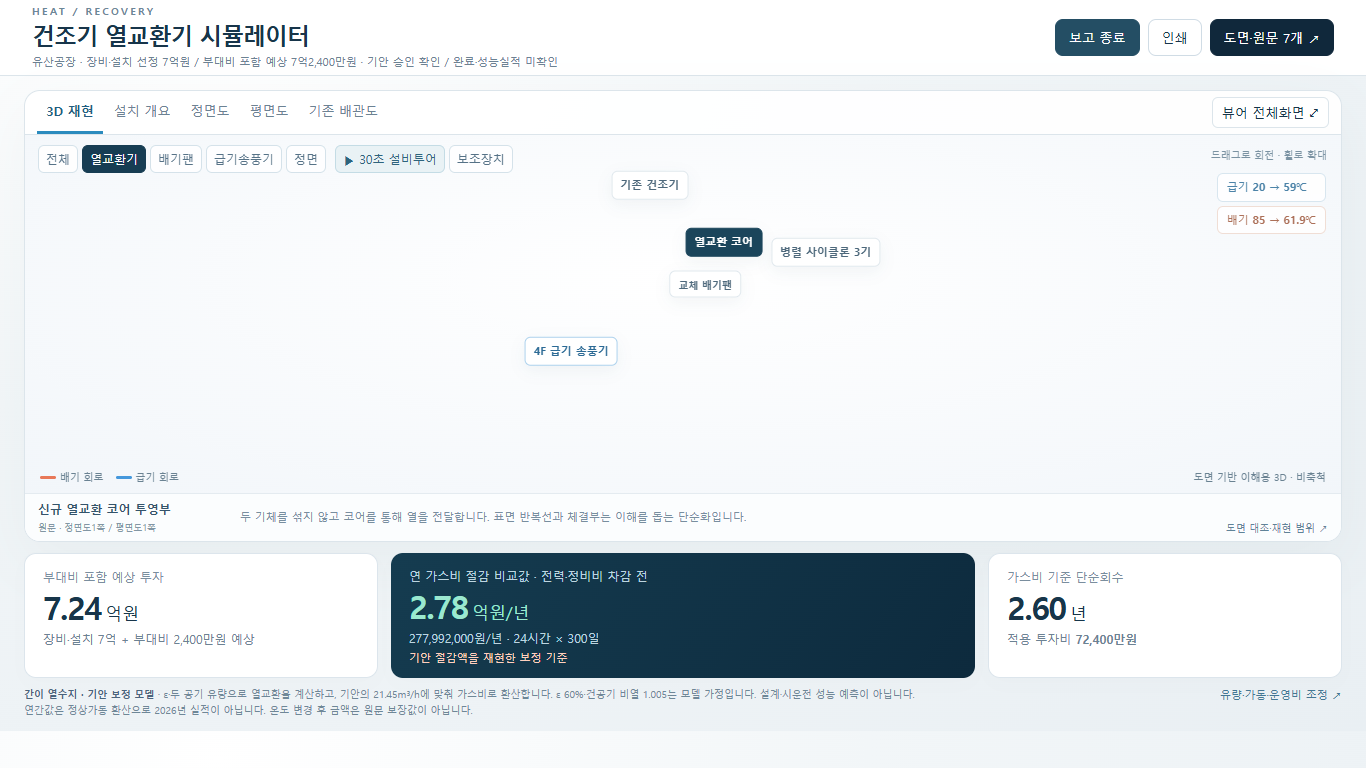 HEAT / RECOVERY
건조기 열교환기 시뮬레이터
유산공장 · 장비·설치 선정 7억원 / 부대비 포함 예상 7억2,400만원 · 기안 승인 확인 / 완료·성능실적 미확인
보고 종료
인쇄
도면·원문 7개 ↗
3D 재현
설치 개요
정면도
평면도
기존 배관도
뷰어 전체화면 ⤢
전체
열교환기
배기팬
급기송풍기
정면
▶ 30초 설비투어
보조장치
드래그로 회전 · 휠로 확대
급기 20 → 59℃
배기 85 → 61.9℃
기존 건조기
열교환 코어
병렬 사이클론 3기
교체 배기팬
4F 급기 송풍기
배기 회로
급기 회로
도면 기반 이해용 3D · 비축척
신규 열교환 코어 투영부
원문 · 정면도1쪽 / 평면도1쪽
두 기체를 섞지 않고 코어를 통해 열을 전달합니다. 표면 반복선과 체결부는 이해를 돕는 단순화입니다.
도면 대조·재현 범위 ↗
부대비 포함 예상 투자
7.24 억원
장비·설치 7억 + 부대비 2,400만원 예상
연 가스비 절감 비교값 · 전력·정비비 차감 전
2.78 억원/년
277,992,000원/년 · 24시간 × 300일
기안 절감액을 재현한 보정 기준
가스비 기준 단순회수
2.60 년
적용 투자비 72,400만원
간이 열수지 · 기안 보정 모델 · ε·두 공기 유량으로 열교환을 계산하고, 기안의 21.45m³/h에 맞춰 가스비로 환산합니다. ε 60%·건공기 비열 1.005는 모델 가정입니다. 설계·시운전 성능 예측이 아닙니다.
연간값은 정상가동 환산으로 2026년 실적이 아닙니다. 온도 변경 후 금액은 원문 보장값이 아닙니다.
유량·가동·운영비 조정 ↗